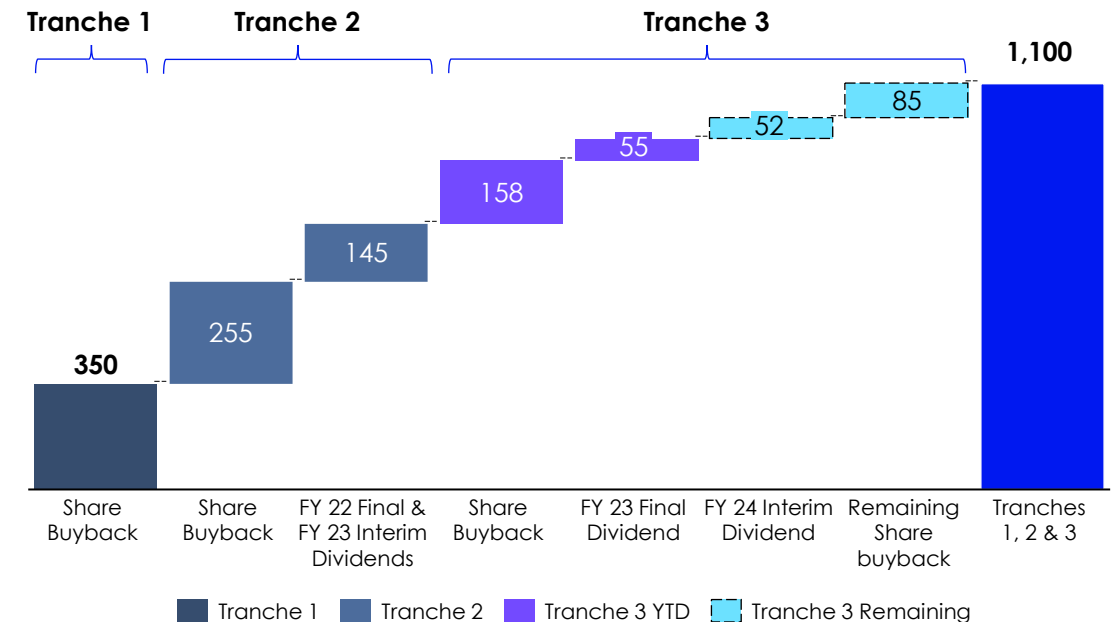 Tranche 1
Tranche 2
Tranche 3
1,100
85
52
55
158
145
255
350
Share
Buyback
Share
Buyback
FY 22 Final &
FY 23 Interim
Dividends
Share
Buyback
FY 23 Final
Dividend
FY 24 Interim
Dividend
Remaining
Share
buyback
Tranches
1, 2 & 3
Tranche 1
Tranche 2
Tranche 3 YTD
Tranche 3 Remaining